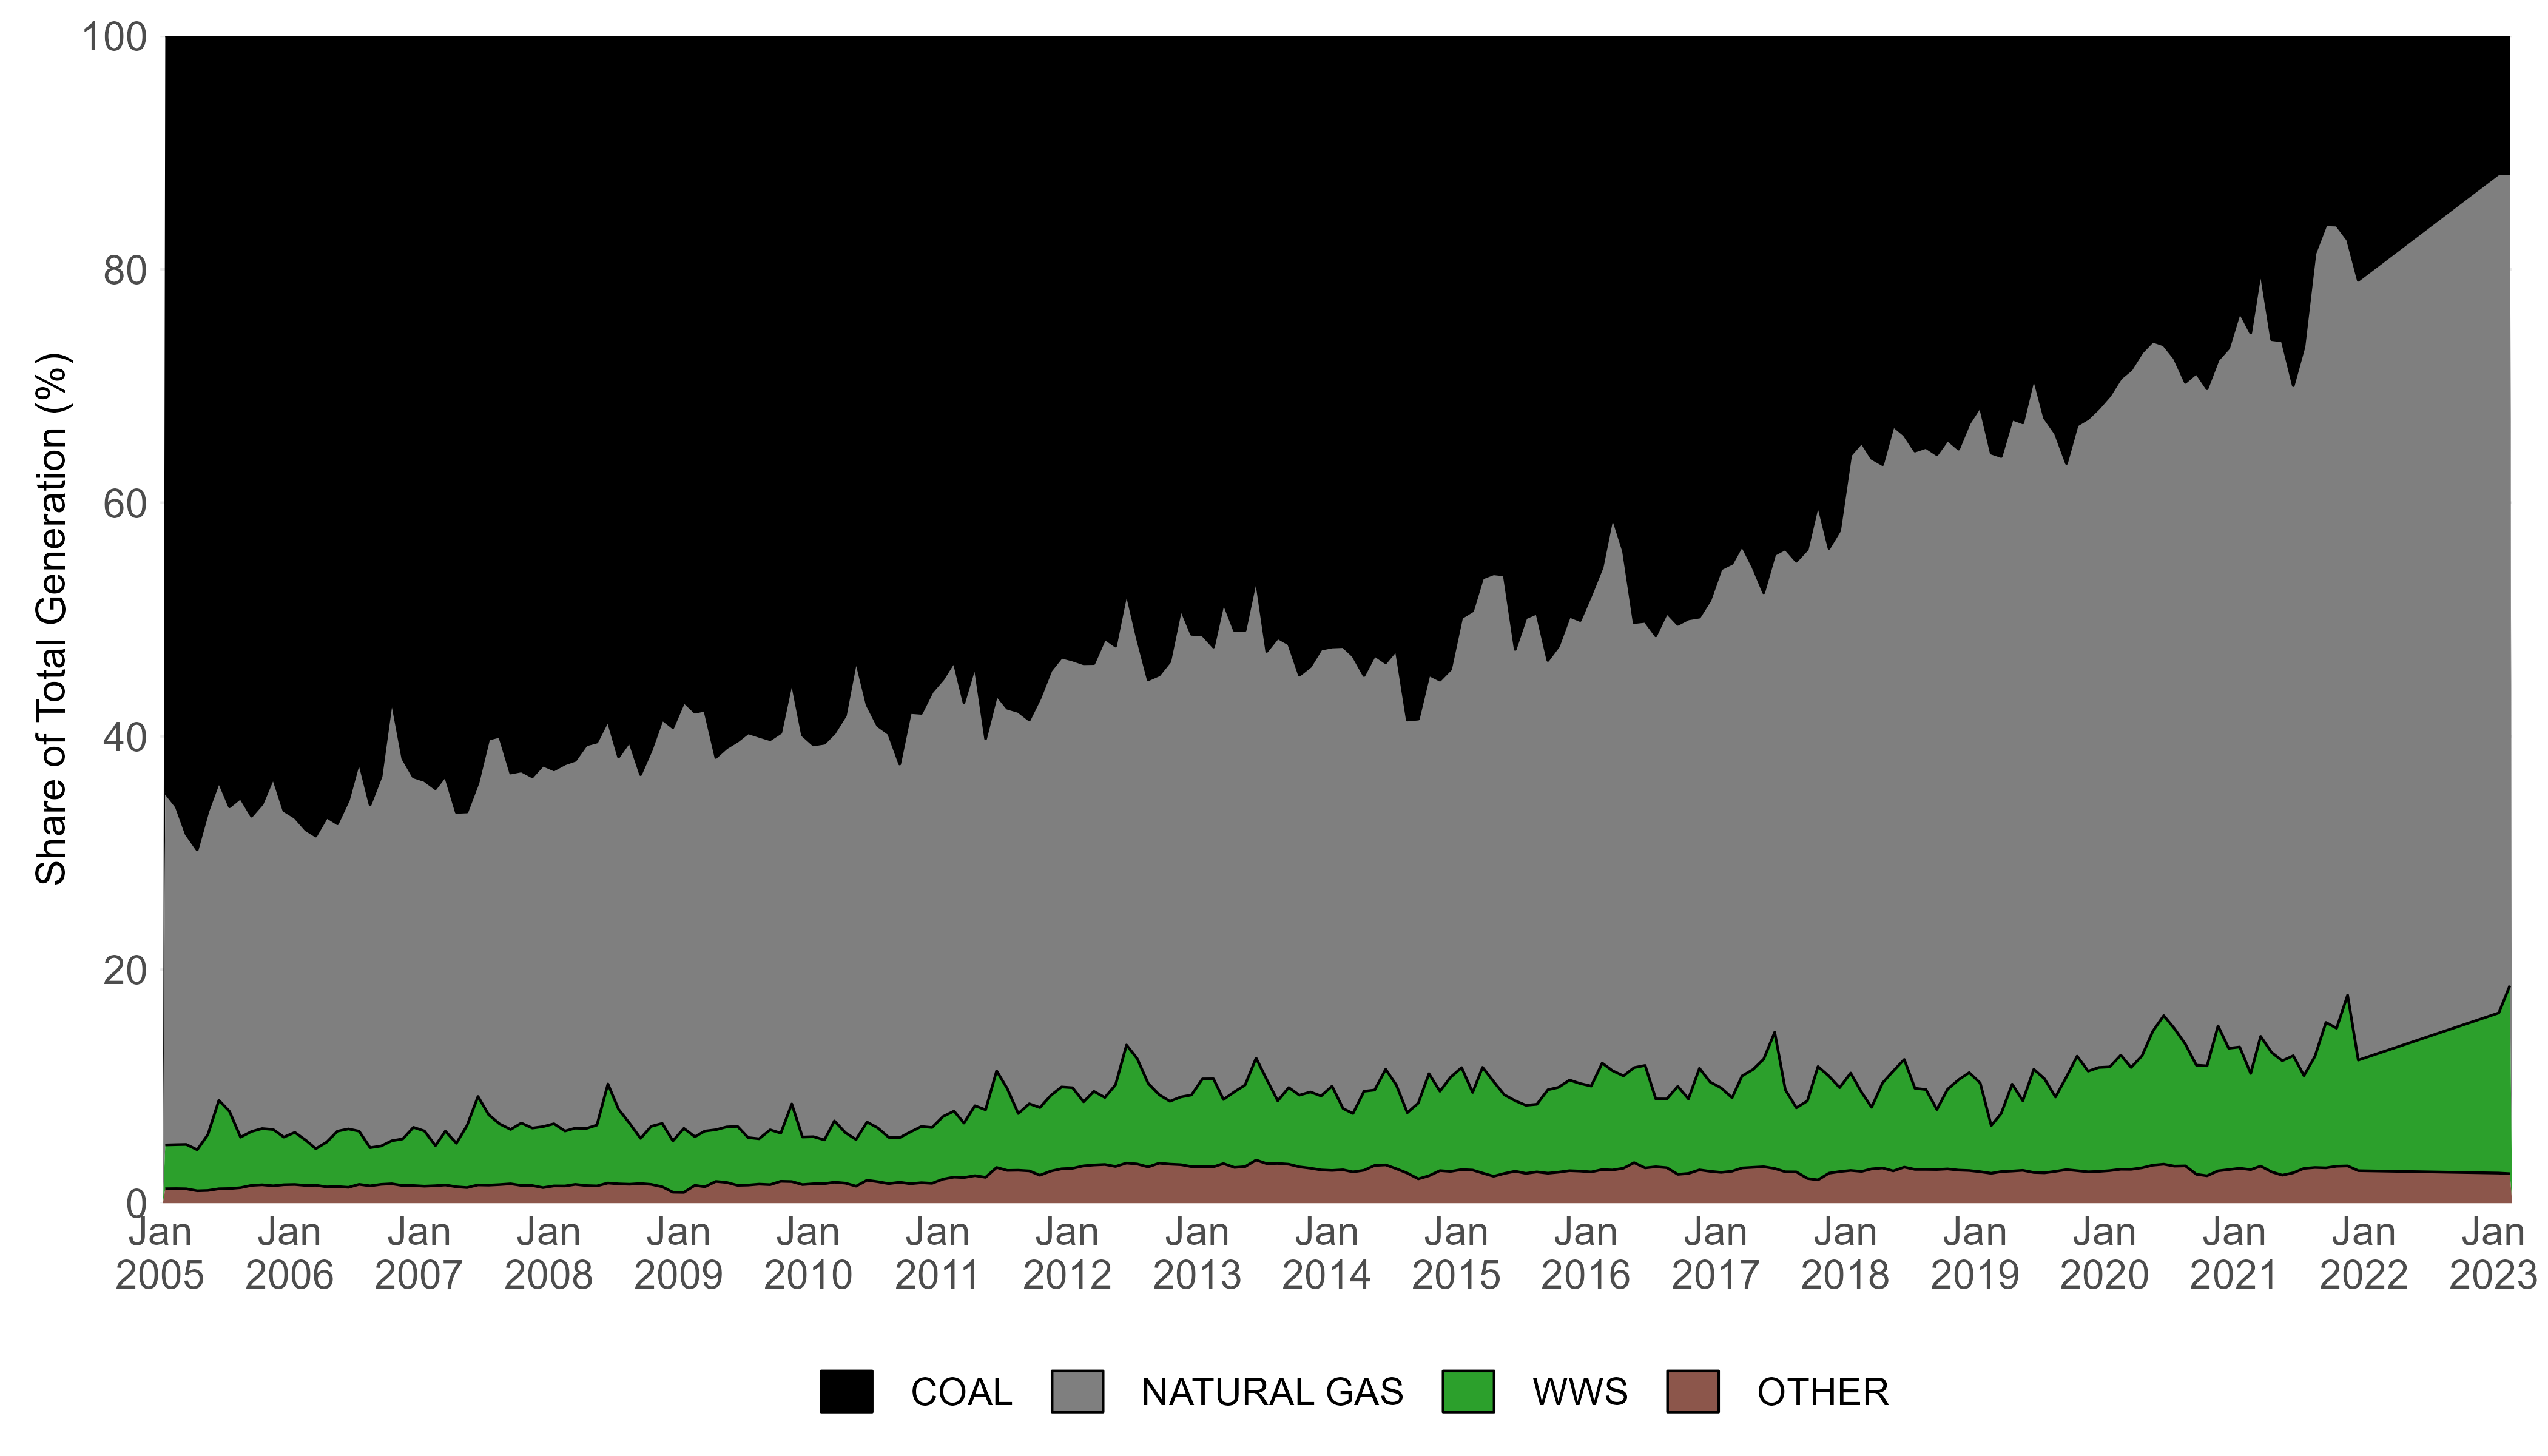 Share of Total Generation (%)
100
80
60
40
20
0
Jan Jan Jan Jan Jan Jan Jan Jan Jan Jan Jan Jan Jan Jan Jan Jan Jan Jan Jan
2005 2006 2007 2008 2009 2010 2011 2012 2013 2014 2015 2016 2017 2018 2019 2020 2021 2022 2023
COAL NATURAL GAS WWS OTHER